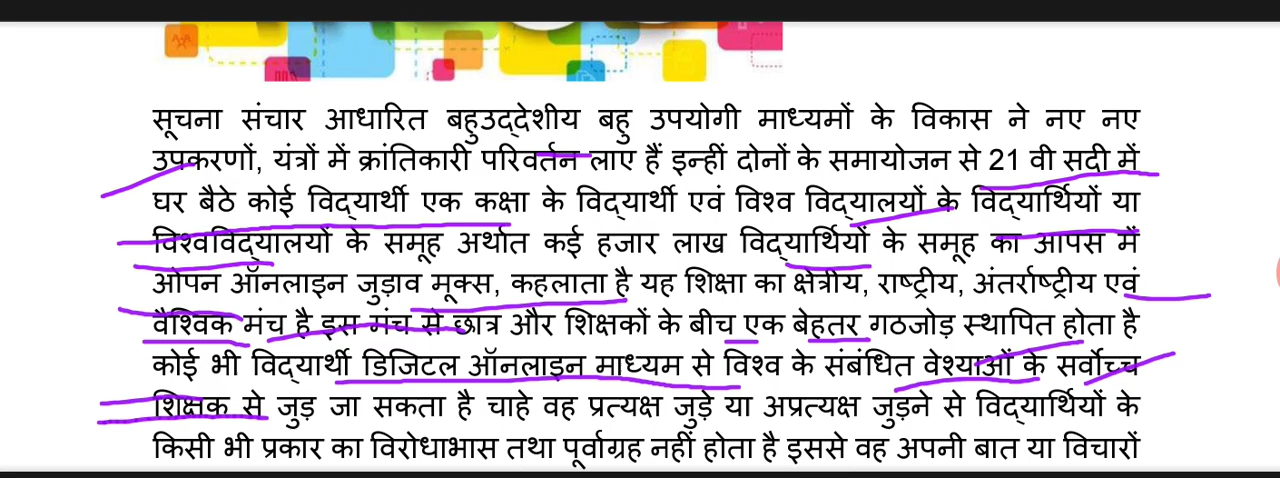 सूचना संचार आधारित बहुउद्देशीय बहु उपयोगी माध्यमों के विकास ने नए नए
उपकरणों, यंत्रों में क्रांतिकारी परिवर्तन लाए हैं इन्हीं दोनों के समायोजन से 21 वी सदी में
घर बैठे कोई विद्यार्थी एक कक्षा के विद्यार्थी एवं विश्व विद्यालयों के विद्यार्थियों या
विश्वविद्यालयों के समूह अर्थात कई हजार लाख विद्यार्थियों के समूह का आपस में
ओपन ऑनलाइन जुड़ाव मूक्स, कहलाता है यह शिक्षा का क्षेत्रीय, राष्ट्रीय, अंतर्राष्ट्रीय एवं
वैश्विक मंच है इस मंच से छात्र और शिक्षकों के बीच एक बेहतर गठजोड़ स्थापित होता है
कोई भी विद्यार्थी डिजिटल ऑनलाइन माध्यम से विश्व के संबंधित वेश्याओं के सर्वोच्च
शिक्षक से जुड़ जा सकता है चाहे वह प्रत्यक्ष जुड़े या अप्रत्यक्ष जुड़ने से विद्यार्थियों के
किसी भी प्रकार का विरोधाभास तथा पूर्वाग्रह नहीं होता है इससे वह अपनी बात या विचारों